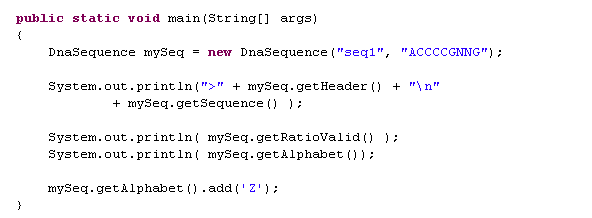 public static void main(String[] args)
{
    DnaSequence mySeq = new DnaSequence("seq1", "ACCCCGNNG");
    System.out.println(">" + mySeq.getHeader() + "\n"
            + mySeq.getSequence() );
    System.out.println( mySeq.getRatioValid() );
    System.out.println( mySeq.getAlphabet());
    mySeq.getAlphabet().add('Z');
}